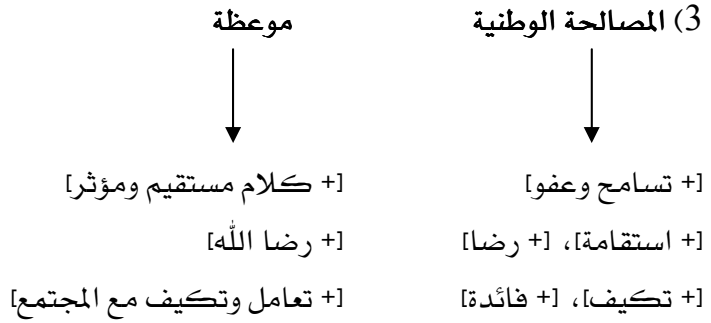 3) المصالحة الوطنية موعظة
[+ تسامح وعفو] [+ كلام مستقيم ومؤثر]
[+ استقامة]، [+ رضا] [+ رضا الله]
[+ تكيف]، [+ فائدة] [+ تعامل وتكيف مع المجتمع]